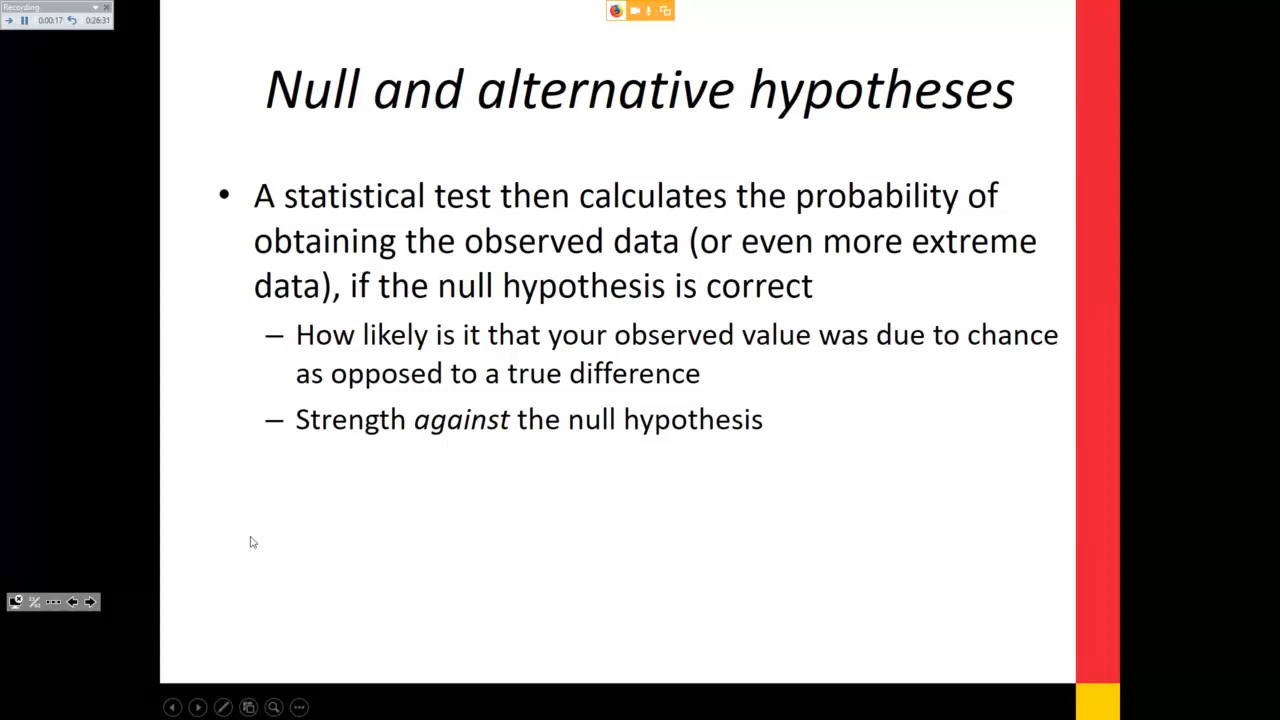 Recording
0:00:17 0:26:31
Null and alternative hypotheses
• A statistical test then calculates the probability of
obtaining the observed data (or even more extreme
data), if the null hypothesis is correct
– How likely is it that your observed value was due to chance
as opposed to a true difference
– Strength against the null hypothesis